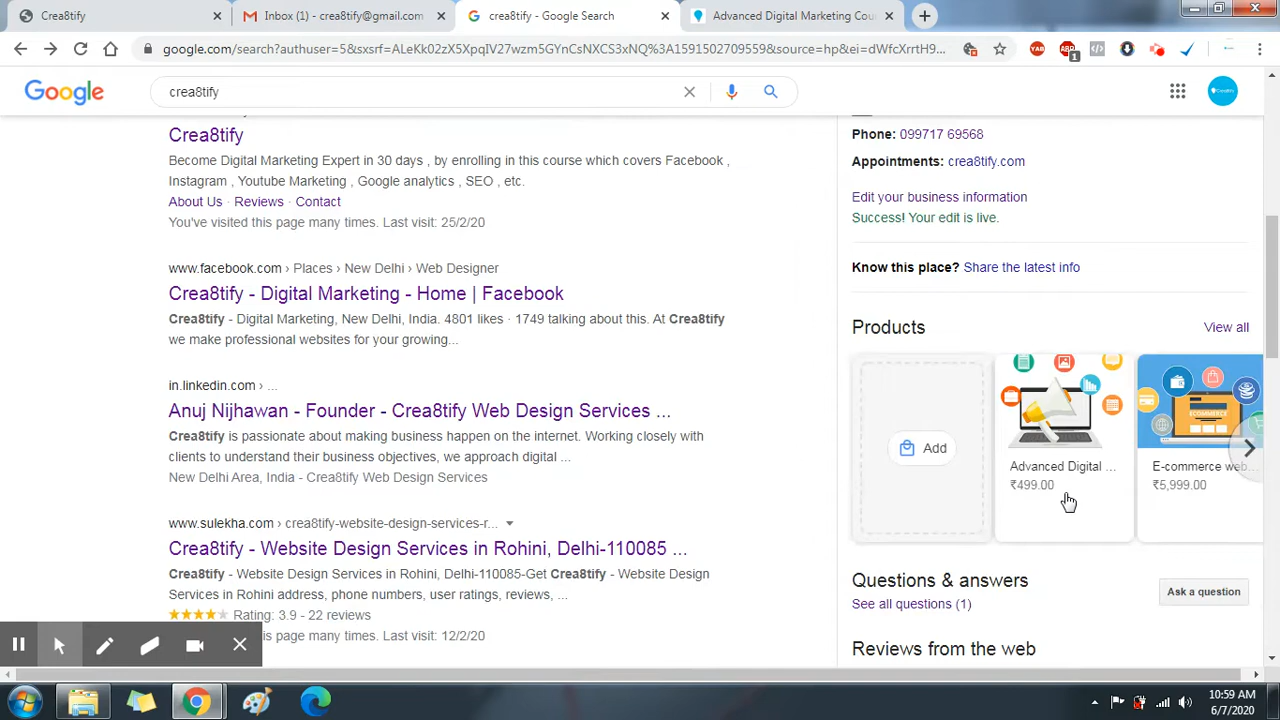 Crea8tify
Inbox (1) - crea8tify@gmail.com
crea8tify - Google Search
Advanced Digital Marketing Cou
google.com/search?authuser=5&sxsrf=ALeKk02zX5XpqIV27wzm5GYnCsNXCS3xNQ%3A1591502709559&source=hp&ei=dWfcXrrtH9...
YAB
ABP
1
Google
crea8tify
Crea8tify
Become Digital Marketing Expert in 30 days , by enrolling in this course which covers Facebook ,
Instagram , Youtube Marketing , Google analytics , SEO , etc.
About Us · Reviews · Contact
You've visited this page many times. Last visit: 25/2/20
www.facebook.com › Places › New Delhi › Web Designer
Crea8tify - Digital Marketing - Home | Facebook
Crea8tify - Digital Marketing, New Delhi, India. 4801 likes · 1749 talking about this. At Crea8tify
we make professional websites for your growing...
in.linkedin.com › ...
Anuj Nijhawan - Founder - Crea8tify Web Design Services ...
Crea8tify is passionate about making business happen on the internet. Working closely with
clients to understand their business objectives, we approach digital ...
New Delhi Area, India - Crea8tify Web Design Services
www.sulekha.com › crea8tify-website-design-services-r...
Crea8tify - Website Design Services in Rohini, Delhi-110085 ...
Crea8tify - Website Design Services in Rohini, Delhi-110085-Get Crea8tify - Website Design
Services in Rohini address, phone numbers, user ratings, reviews, ...
Rating: 3.9 - 22 reviews
is page many times. Last visit: 12/2/20
Phone: 099717 69568
Appointments: crea8tify.com
Edit your business information
Success! Your edit is live.
Know this place? Share the latest info
Products
View all
Add
Advanced Digital ...
₹499.00
ECOMMERCE
E-commerce web...
₹5,999.00
Questions & answers
See all questions (1)
Ask a question
Reviews from the web
10:59 AM
6/7/2020